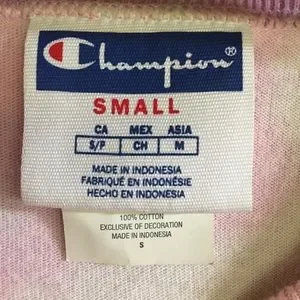 Champion®
SMALL
CA MEX ASIA
S/P CH M
MADE IN INDONESIA
FABRIQUÉ EN INDONÉSIE
HECHO EN INDONESIA
100% COTTON
EXCLUSIVE OF DECORATION
MADE IN INDONESIA
S